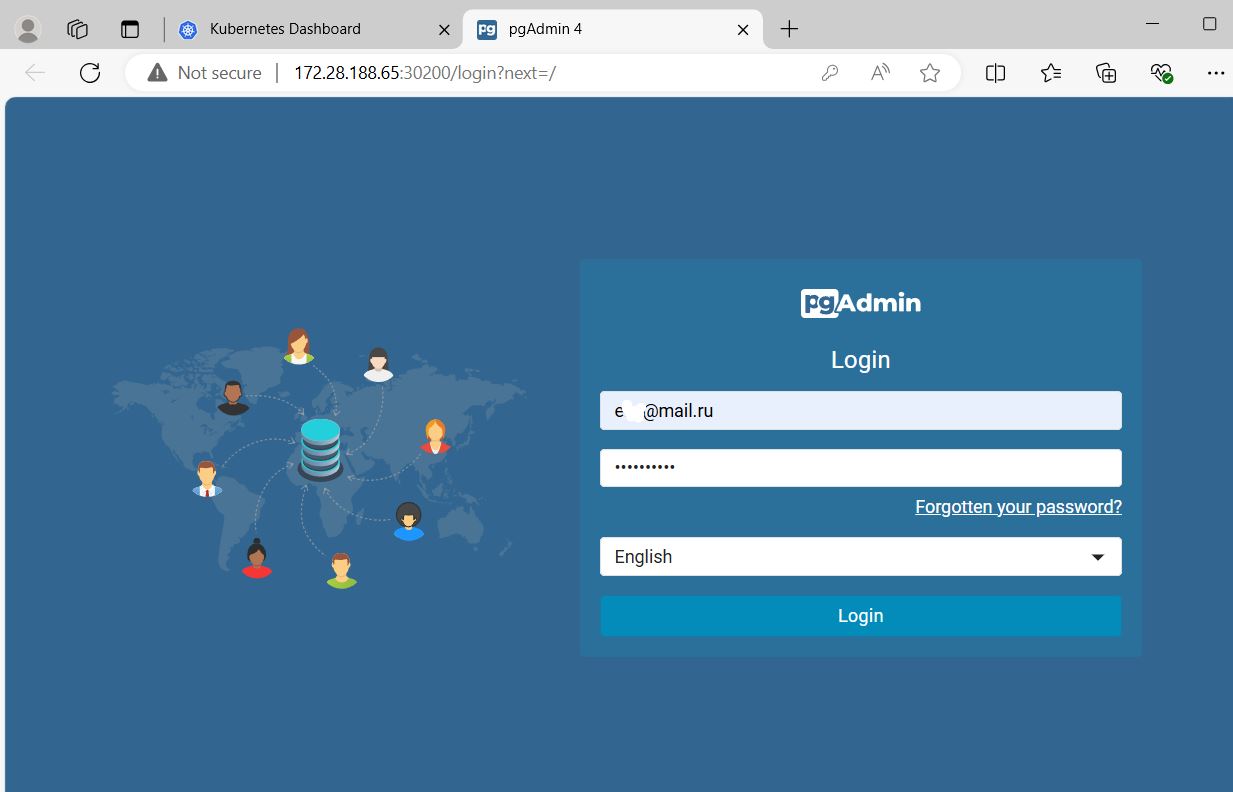 Kubernetes Dashboard
pgAdmin 4
Not secure
172.28.188.65:30200/login?next=/
pgAdmin
Login
e @mail.ru
••••••••••
Forgotten your password?
English
Login